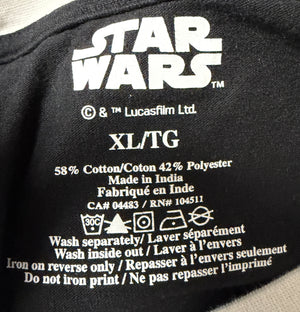 STAR
WARS™
© & ™ Lucasfilm Ltd.
XL/TG
58% Cotton/Coton 42% Polyester
Made in India
Fabriqué en Inde
CA# 04483 / RN# 104511
30C
Wash separately/ Laver séparément
Wash inside out/ Laver à l'envers
Iron on reverse only/ Repasser à l'envers seulement
Do not iron print/ Ne pas repasser l'imprimé